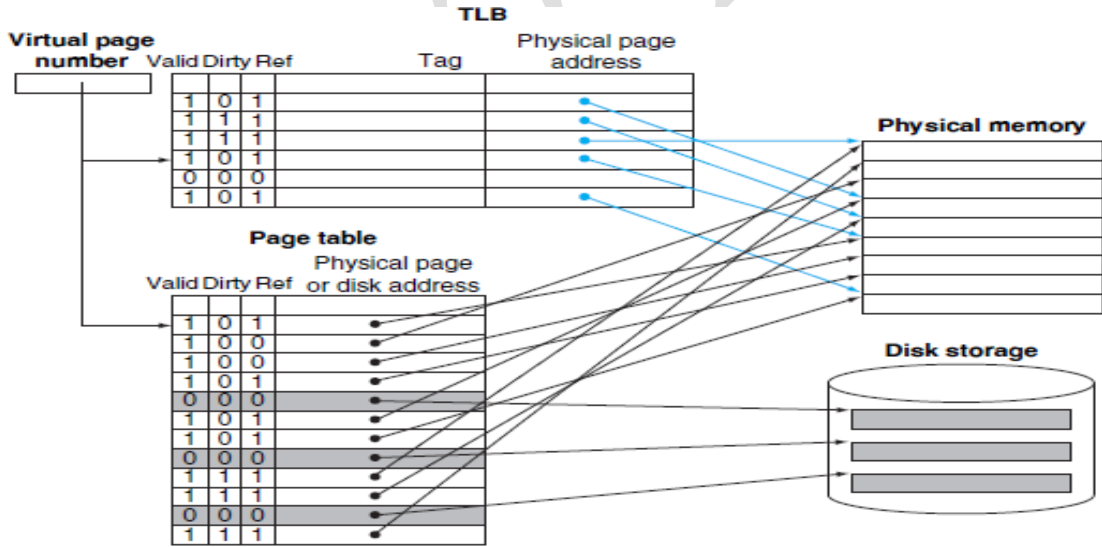 TLB
Virtual page
number
Valid Dirty Ref
Tag
Physical page
address
1 0 1
1 1 1
1 1 1
1 0 1
0 0 0
1 0 1
Physical memory
Page table
Valid Dirty Ref
Physical page
or disk address
1 0 1
1 0 0
1 0 0
1 0 1
0 0 0
1 0 1
1 0 1
0 0 0
1 1 1
1 1 1
0 0 0
1 1 1
Disk storage